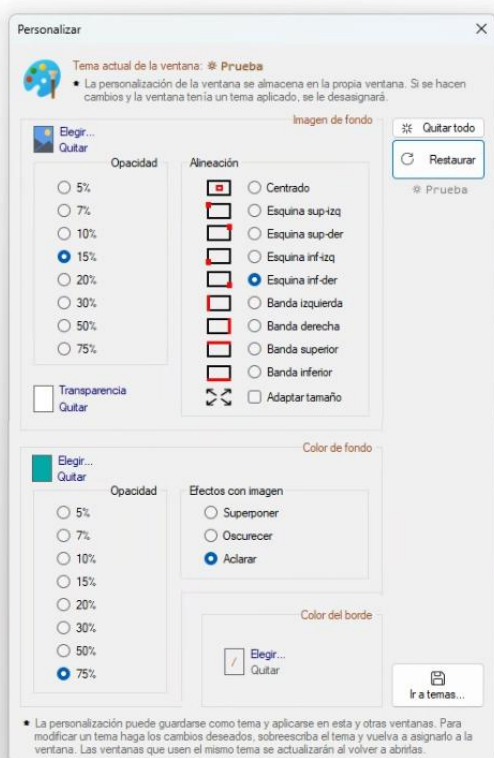 Personalizar
Tema actual de la ventana: ☼ Prueba
• La personalización de la ventana se almacena en la propia ventana. Si se hacen
cambios y la ventana tenía un tema aplicado, se le desasignará.
Imagen de fondo
Elegir...
Quitar
Opacidad
5%
7%
10%
15%
20%
30%
50%
75%
Transparencia
Quitar
Alineación
Centrado
Esquina sup-izq
Esquina sup-der
Esquina inf-izq
Esquina inf-der
Banda izquierda
Banda derecha
Banda superior
Banda inferior
Adaptar tamaño
Quitar todo
Restaurar
☼ Prueba
Color de fondo
Elegir...
Quitar
Opacidad
5%
7%
10%
15%
20%
30%
50%
75%
Efectos con imagen
Superponer
Oscurecer
Aclarar
Color del borde
Elegir...
Quitar
Ir a temas...
• La personalización puede guardarse como tema y aplicarse en esta y otras ventanas. Para
modificar un tema haga los cambios deseados, sobreescriba el tema y vuelva a asignarlo a la
ventana. Las ventanas que usen el mismo tema se actualizarán al volver a abrirlas.